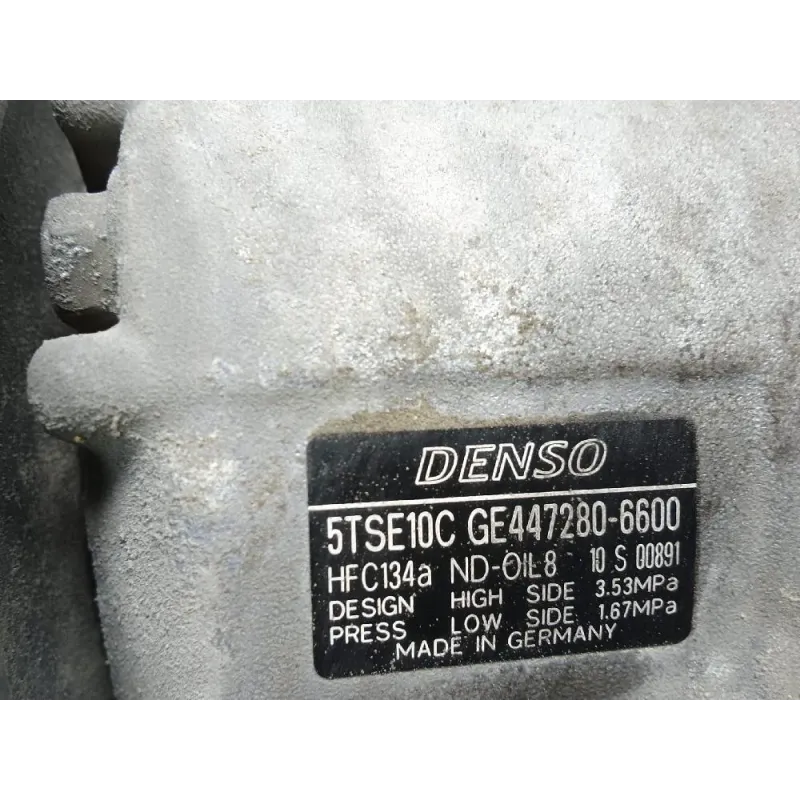 DENSO
5TSE10C GE447280-6600
HFC134a ND-OIL8 10 S 00891
DESIGN HIGH SIDE 3.53MPa
PRESS LOW SIDE 1.67MPa
MADE IN GERMANY